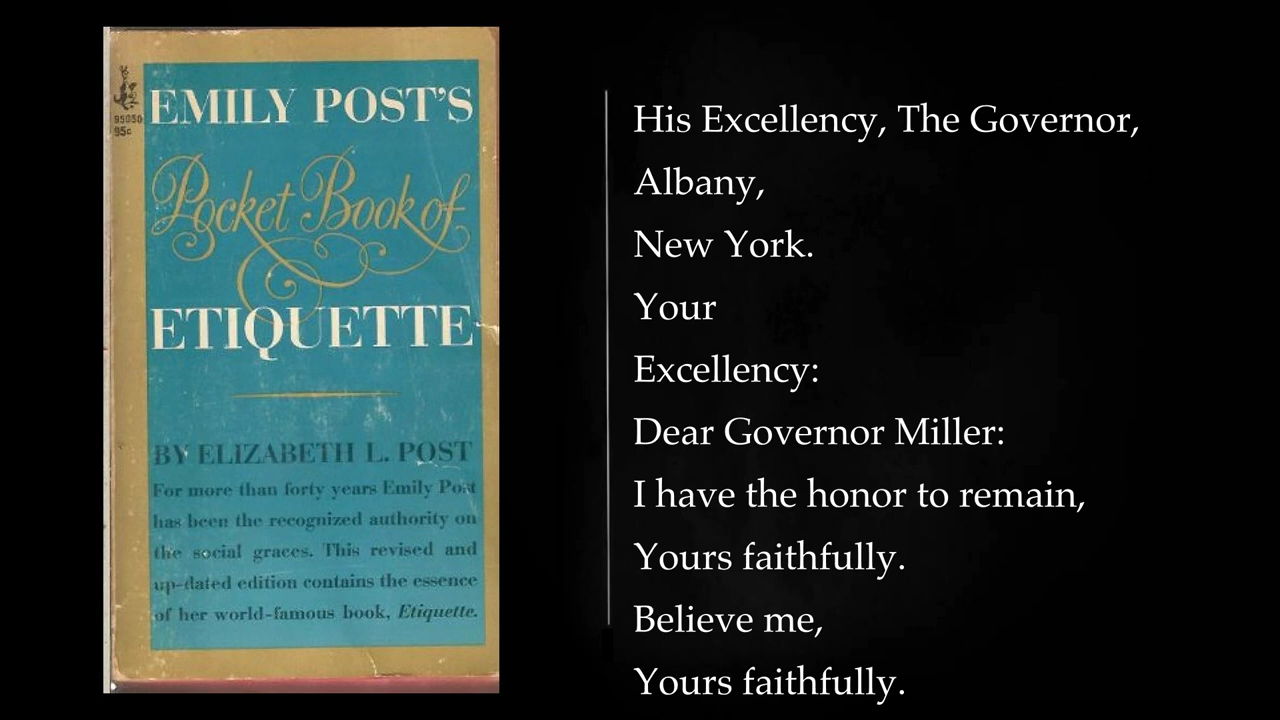 95050
95c
EMILY POST'S
Pocket Book of
ETIQUETTE
BY ELIZABETH L. POST
For more than forty years Emily Post
has been the recognized authority on
the social graces. This revised and
up-dated edition contains the essence
of her world-famous book, Etiquette.
His Excellency, The Governor,
Albany,
New York.
Your
Excellency:
Dear Governor Miller:
I have the honor to remain,
Yours faithfully.
Believe me,
Yours faithfully.